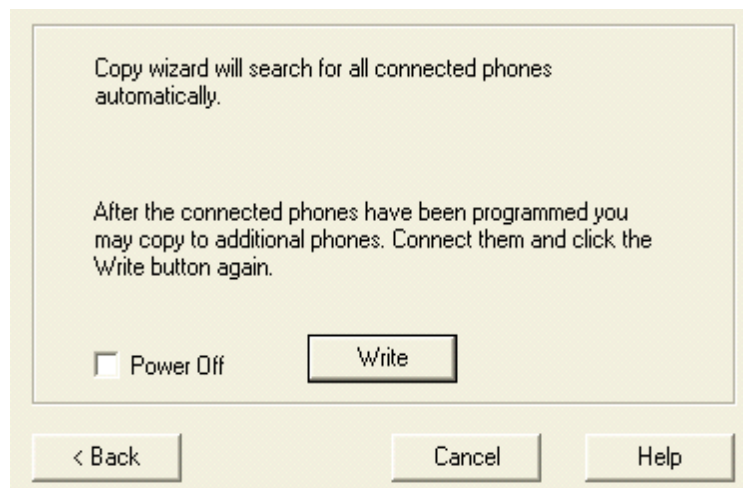 Copy wizard will search for all connected phones
automatically.
After the connected phones have been programmed you
may copy to additional phones. Connect them and click the
Write button again.
Power Off
Write
< Back
Cancel
Help